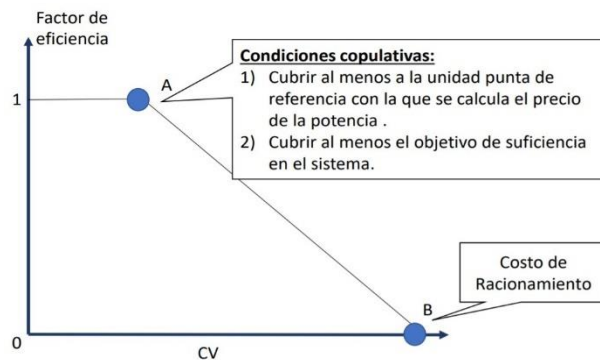 Factor de
eficiencia
Condiciones copulativas:
1) Cubrir al menos a la unidad punta de
referencia con la que se calcula el precio
de la potencia .
2) Cubrir al menos el objetivo de suficiencia
en el sistema.
A
1
Costo de
Racionamiento
B
0
CV